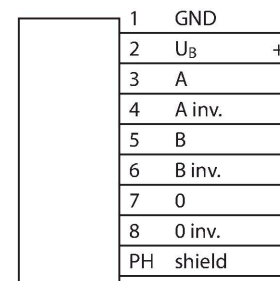 1 GND
2 U_B +
3 A
4 A inv.
5 B
6 B inv.
7 0
8 0 inv.
PH shield